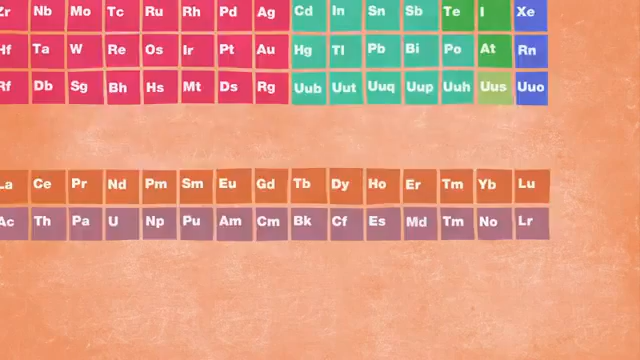 Zr Nb Mo Tc Ru Rh Pd Ag Cd In Sn Sb Te I Xe
Hf Ta W Re Os Ir Pt Au Hg Tl Pb Bi Po At Rn
Rf Db Sg Bh Hs Mt Ds Rg Uub Uut Uuq Uup Uuh Uus Uuo
La Ce Pr Nd Pm Sm Eu Gd Tb Dy Ho Er Tm Yb Lu
Ac Th Pa U Np Pu Am Cm Bk Cf Es Md Tm No Lr